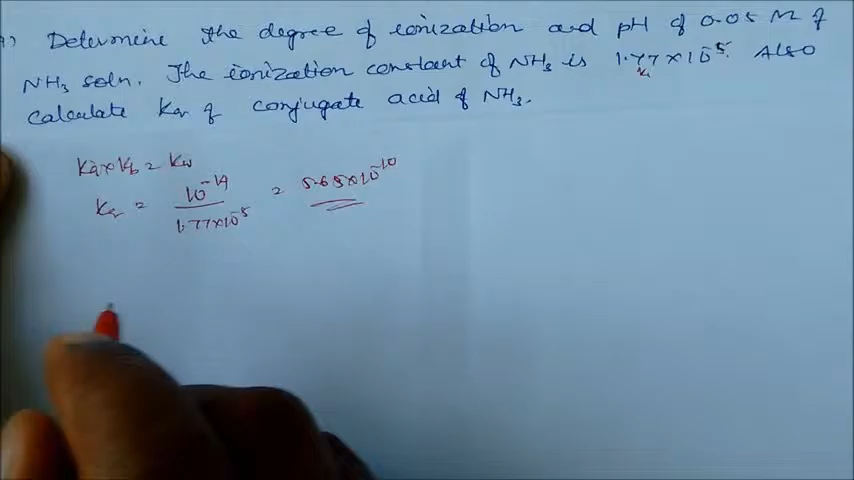 Determine the degree of ionization and pH of 0.05 M of
NH3 soln. The ionization constant of NH3 is 1.77 × 10^-5. Also
calculate Ka of conjugate acid of NH3.
Ka × Kb = Kw
Ka = 10^-14 / 1.77×10^-5 = 5.65×10^-10